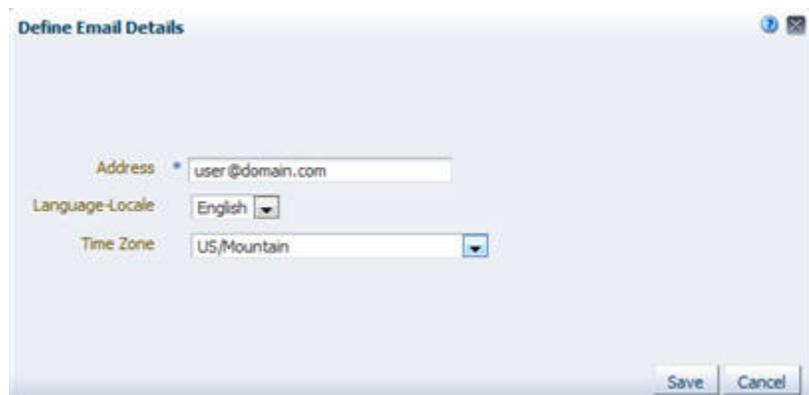 Define Email Details
Address * user@domain.com
Language-Locale English
Time Zone US/Mountain
Save Cancel